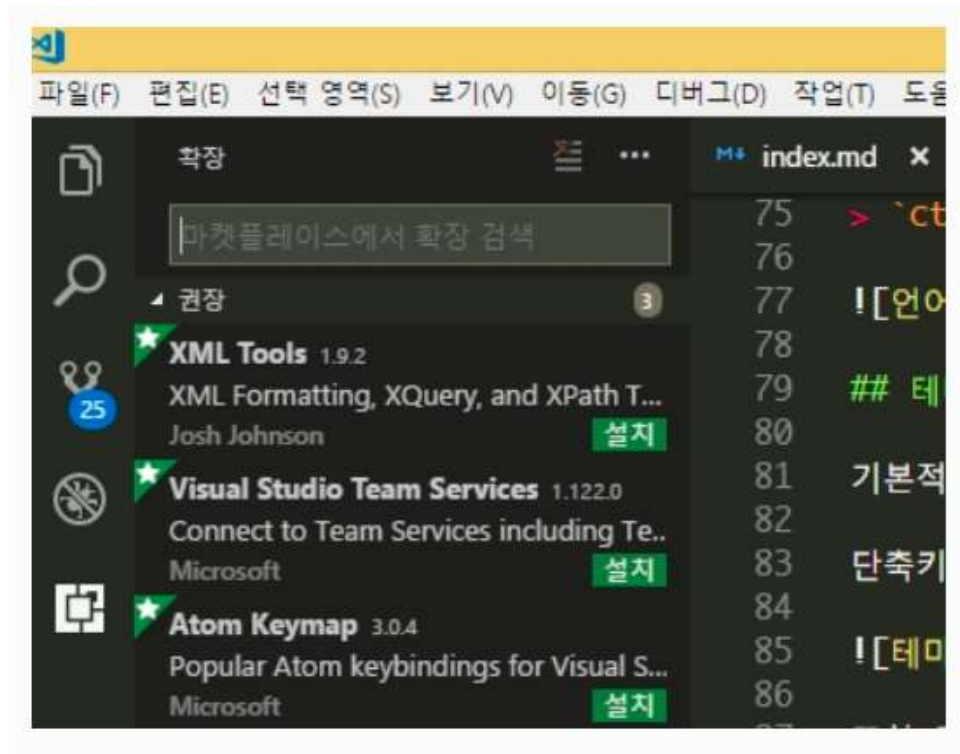 파일(F) 편집(E) 선택 영역(S) 보기(V) 이동(G) 디버그(D) 작업(T)
확장
index.md
마켓플레이스에서 확장 검색
권장 3
XML Tools 1.9.2
XML Formatting, XQuery, and XPath T...
Josh Johnson 설치
25
Visual Studio Team Services 1.122.0
Connect to Team Services including Te..
Microsoft 설치
Atom Keymap 3.0.4
Popular Atom keybindings for Visual S...
Microsoft 설치
75 > `ct
76
77 ![언어
78
79 ## 테
80
81 기본적
82
83 단축키
84
85 ![테마
86